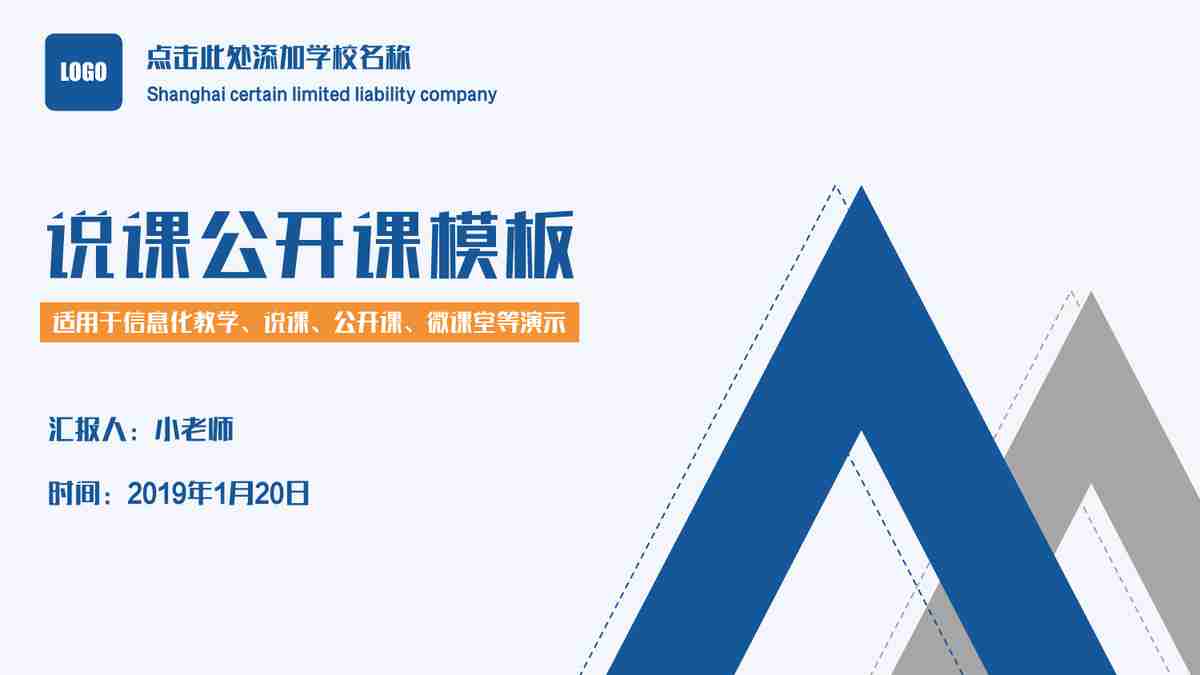 LOGO
点击此处添加学校名称
Shanghai certain limited liability company
说课公开课模板
适用于信息化教学、说课、公开课、微课堂等演示
汇报人：小老师
时间：2019年1月20日